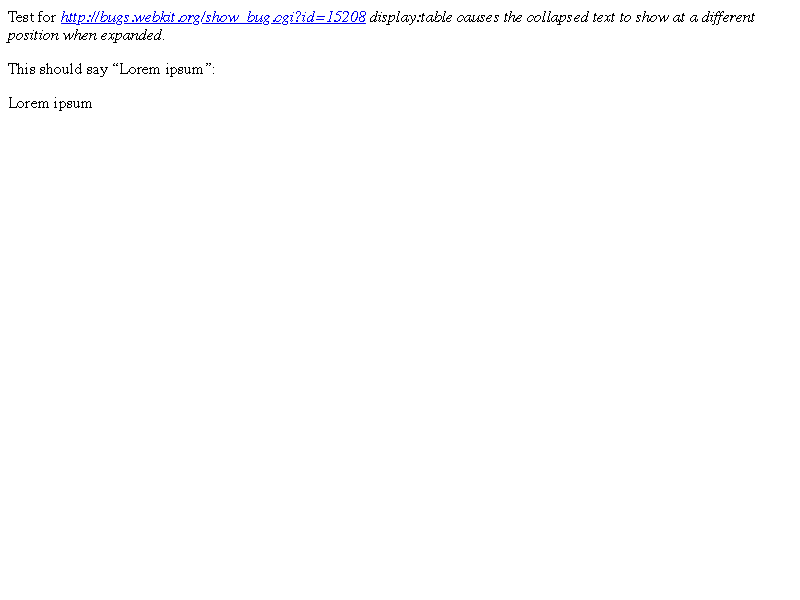 Test for http://bugs.webkit.org/show_bug.cgi?id=15208 display:table causes the collapsed text to show at a different
position when expanded.
This should say “Lorem ipsum”:
Lorem ipsum